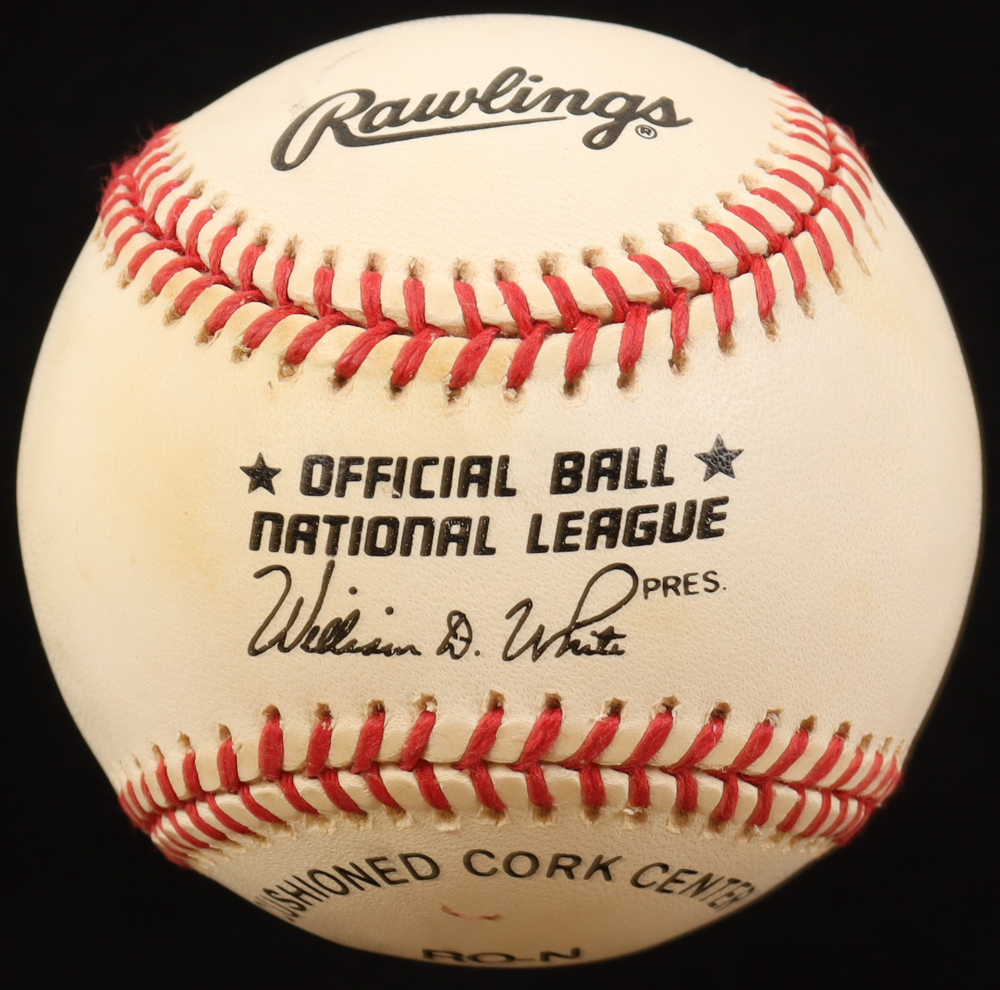 Rawlings ®
★ OFFICIAL BALL ★
NATIONAL LEAGUE
William D. White PRES.
CUSHIONED CORK CENTER
RO-N